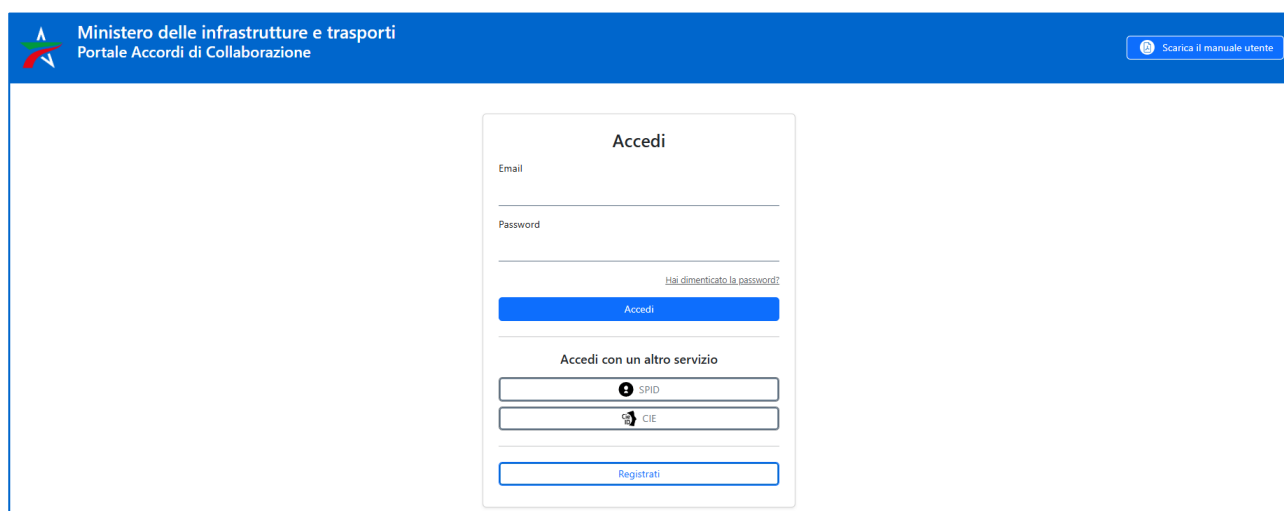 Ministero delle infrastrutture e trasporti
Portale Accordi di Collaborazione
Scarica il manuale utente
Accedi
Email
Password
Hai dimenticato la password?
Accedi
Accedi con un altro servizio
SPID
CIE
Registrati